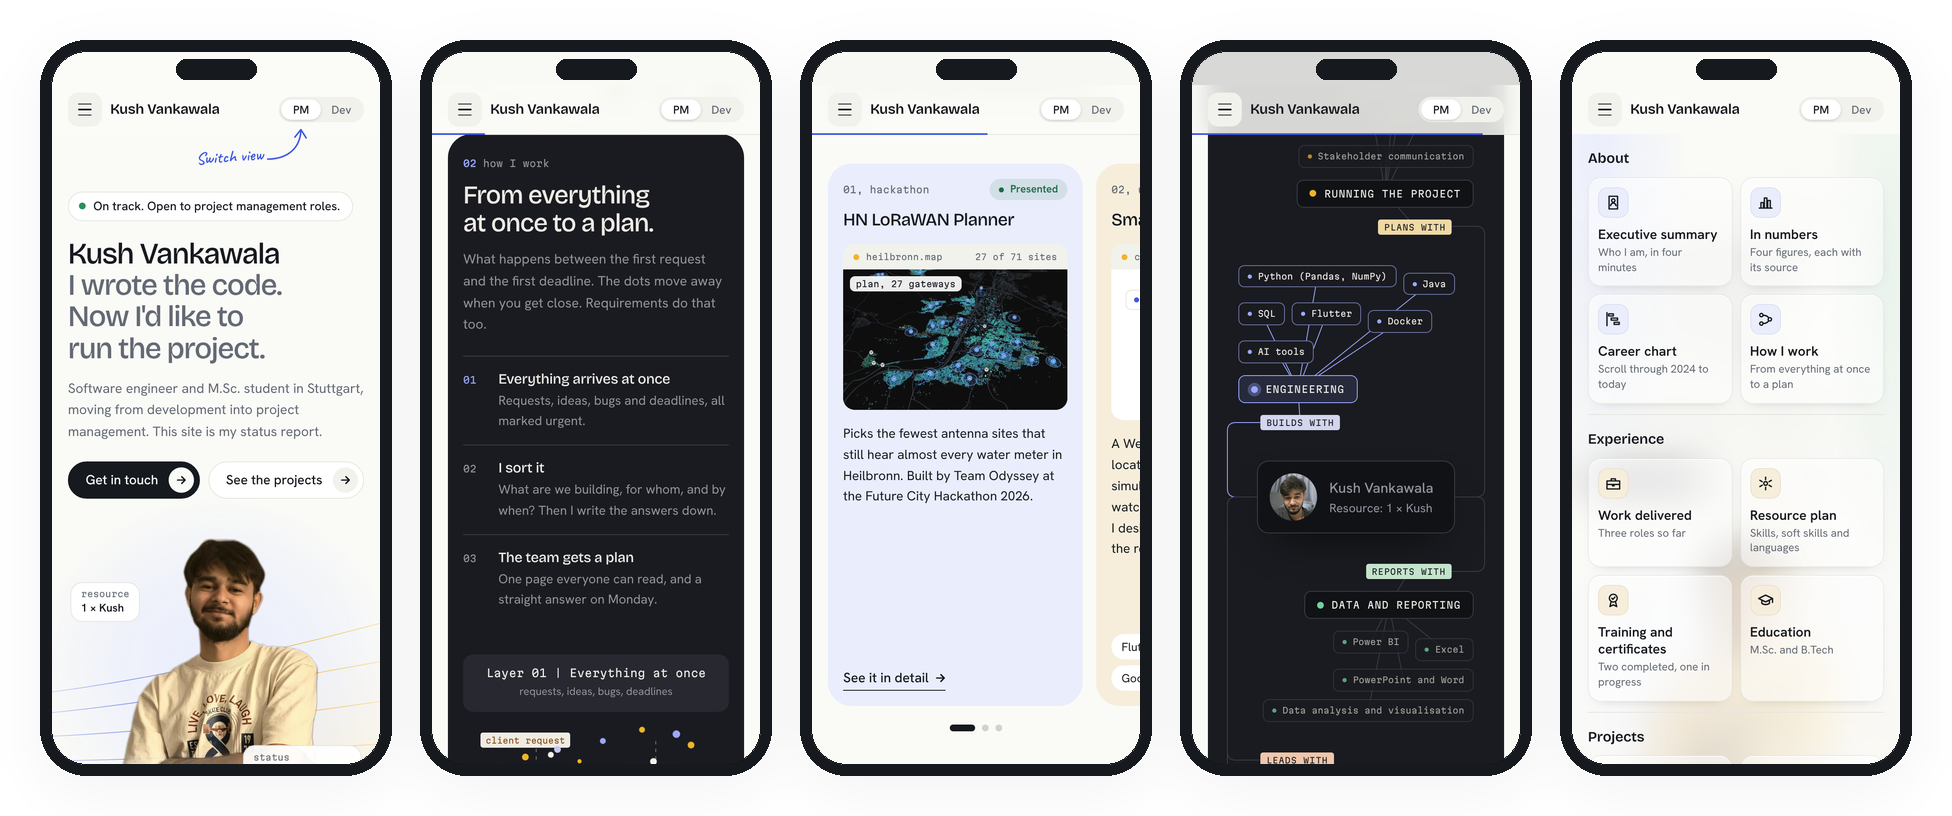 Kush Vankawala
PM Dev
Switch view
On track. Open to project management roles.
Kush Vankawala
I wrote the code.
Now I'd like to
run the project.
Software engineer and M.Sc. student in Stuttgart,
moving from development into project
management. This site is my status report.
Get in touch
See the projects
resource
1 × Kush
LIVE, LOVE, LAUGH
status
Kush Vankawala
PM Dev
02 how I work
From everything
at once to a plan.
What happens between the first request
and the first deadline. The dots move away
when you get close. Requirements do that
too.
01 Everything arrives at once
Requests, ideas, bugs and deadlines, all
marked urgent.
02 I sort it
What are we building, for whom, and by
when? Then I write the answers down.
03 The team gets a plan
One page everyone can read, and a
straight answer on Monday.
Layer 01 | Everything at once
requests, ideas, bugs, deadlines
client request
Kush Vankawala
PM Dev
01, hackathon
Presented
HN LoRaWAN Planner
heilbronn.map 27 of 71 sites
plan, 27 gateways
Picks the fewest antenna sites that
still hear almost every water meter in
Heilbronn. Built by Team Odyssey at
the Future City Hackathon 2026.
See it in detail
02,
Sma
A We
locat
simul
watc
I des
the r
Flut
Goo
Kush Vankawala
PM Dev
Stakeholder communication
RUNNING THE PROJECT
PLANS WITH
Python (Pandas, NumPy)
Java
SQL
Flutter
Docker
AI tools
ENGINEERING
BUILDS WITH
Kush Vankawala
Resource: 1 × Kush
REPORTS WITH
DATA AND REPORTING
Power BI
Excel
PowerPoint and Word
Data analysis and visualisation
LEADS WITH
Kush Vankawala
PM Dev
About
Executive summary
Who I am, in four
minutes
In numbers
Four figures, each with
its source
Career chart
Scroll through 2024 to
today
How I work
From everything at once
to a plan
Experience
Work delivered
Three roles so far
Resource plan
Skills, soft skills and
languages
Training and
certificates
Two completed, one in
progress
Education
M.Sc. and B.Tech
Projects